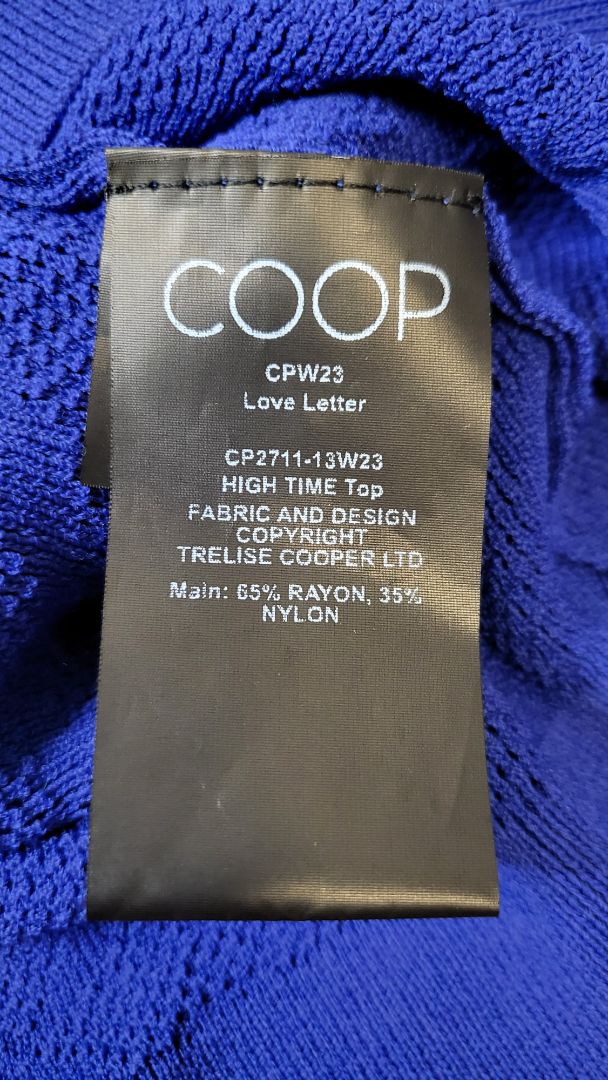 COOP
CPW23
Love Letter
CP2711-13W23
HIGH TIME Top
FABRIC AND DESIGN
COPYRIGHT
TRELISE COOPER LTD
Main: 65% RAYON, 35%
NYLON